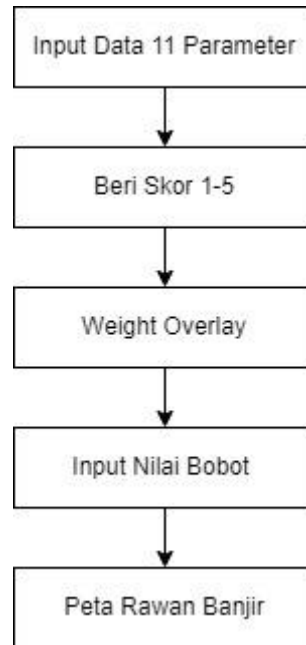 Input Data 11 Parameter
Beri Skor 1-5
Weight Overlay
Input Nilai Bobot
Peta Rawan Banjir